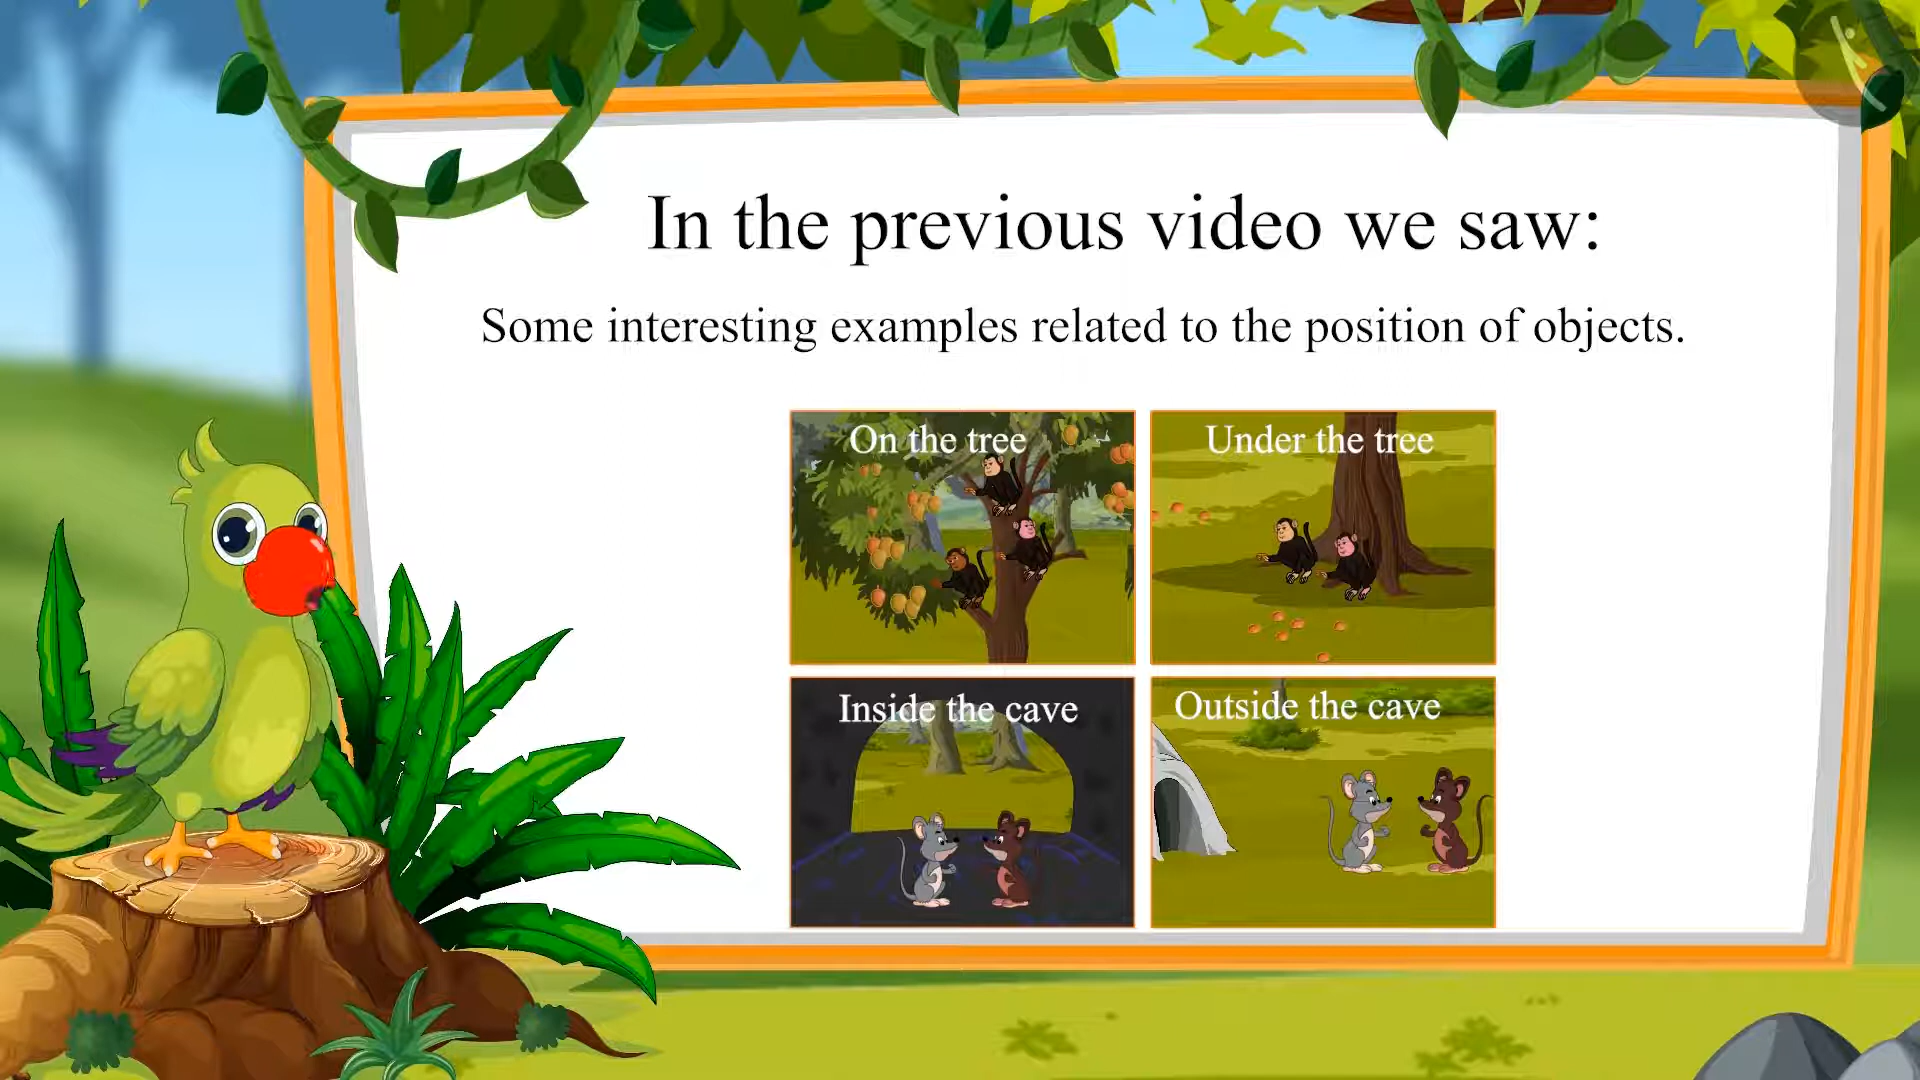 In the previous video we saw:
Some interesting examples related to the position of objects.
On the tree
Under the tree
Inside the cave
Outside the cave